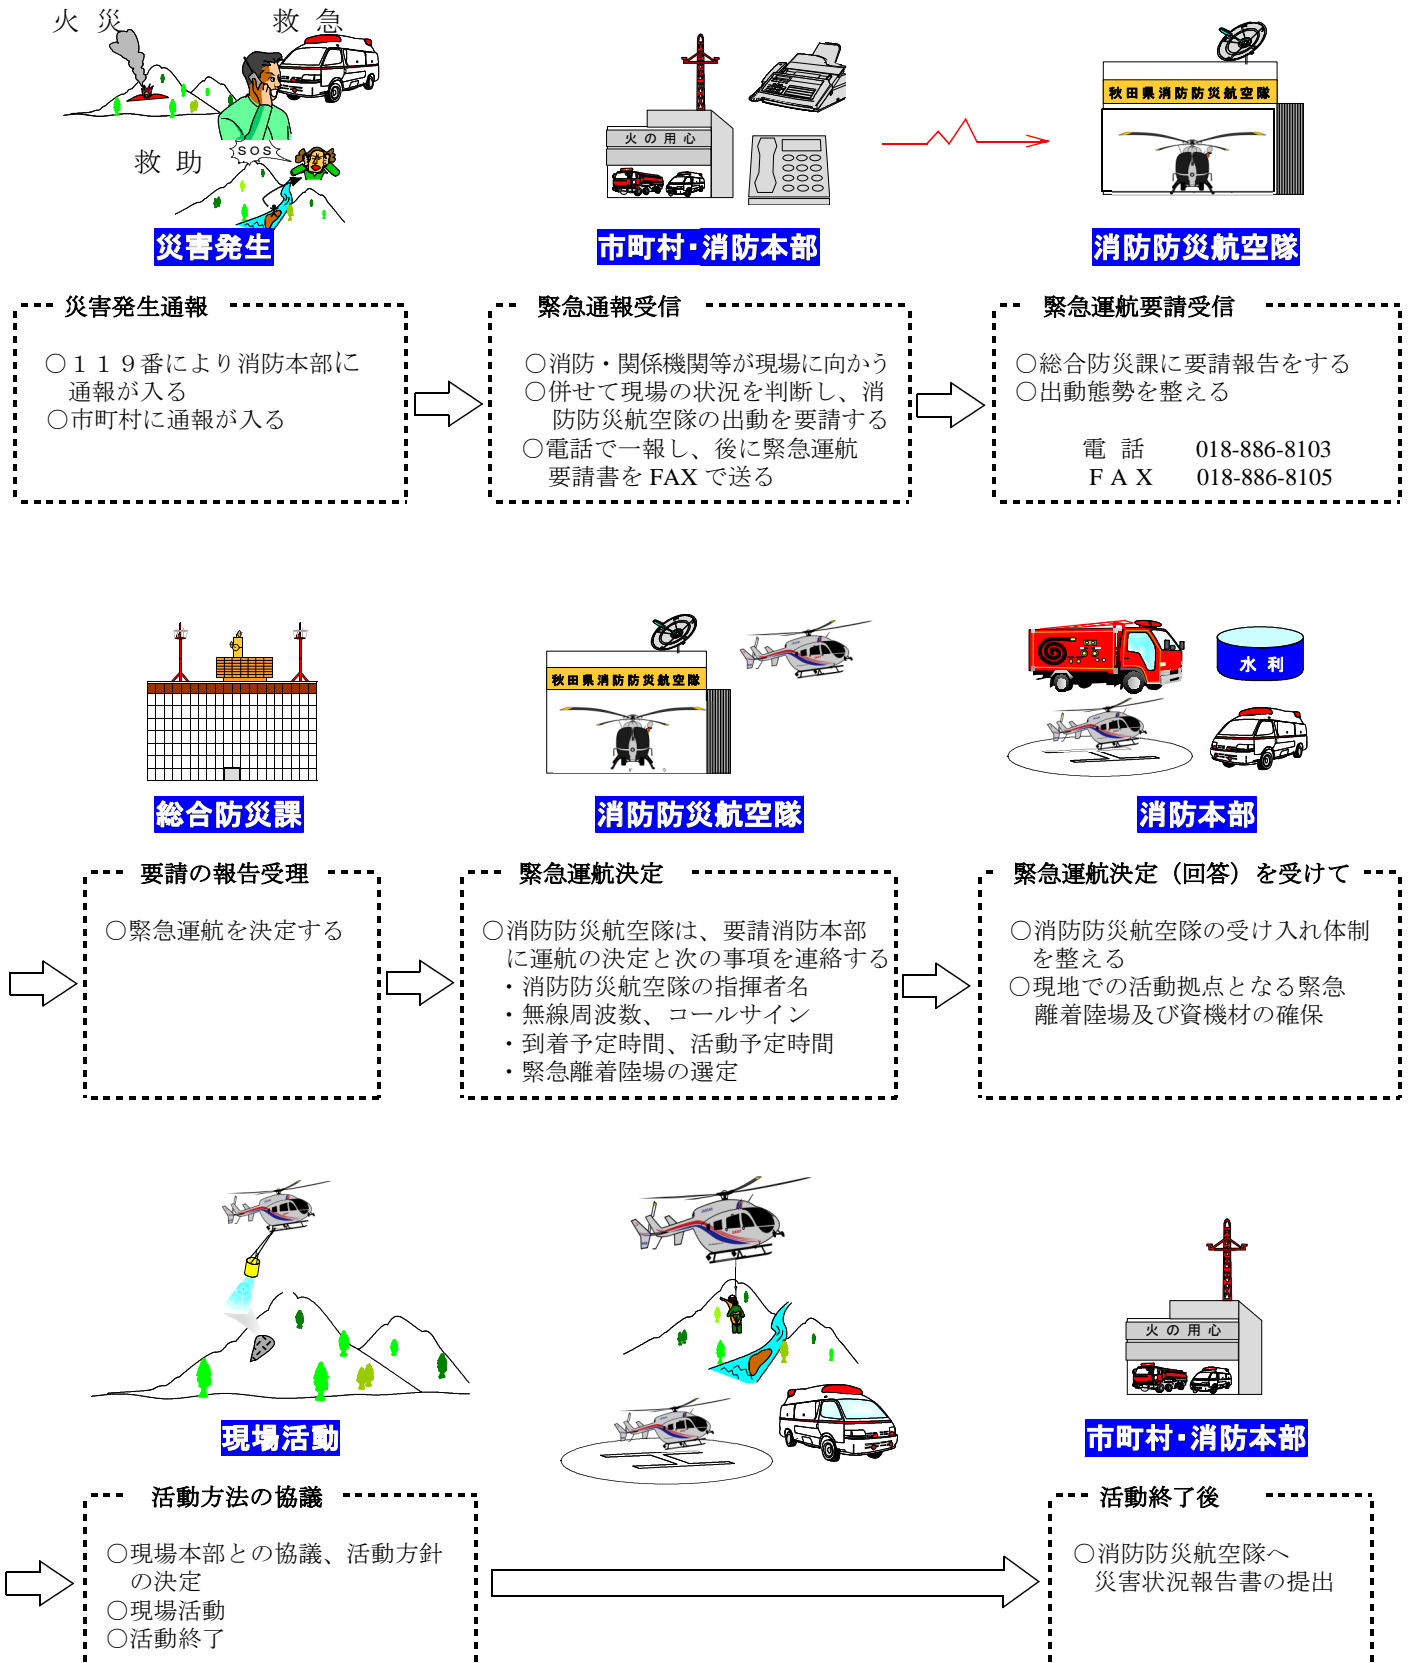 火 災
救 急
救 助
SOS
災害発生
火 の 用 心
市町村・消防本部
秋田県消防防災航空隊
消防防災航空隊
災害発生通報
○１１９番により消防本部に
通報が入る
○市町村に通報が入る
緊急通報受信
○消防・関係機関等が現場に向かう
○併せて現場の状況を判断し、消
防防災航空隊の出動を要請する
○電話で一報し、後に緊急運航
要請書を FAX で送る
緊急運航要請受信
○総合防災課に要請報告をする
○出動態勢を整える
電 話 018-886-8103
ＦＡＸ 018-886-8105
総合防災課
秋田県消防防災航空隊
消防防災航空隊
水 利
消防本部
要請の報告受理
○緊急運航を決定する
緊急運航決定
○消防防災航空隊は、要請消防本部
に運航の決定と次の事項を連絡する
・消防防災航空隊の指揮者名
・無線周波数、コールサイン
・到着予定時間、活動予定時間
・緊急離着陸場の選定
緊急運航決定（回答）を受けて
○消防防災航空隊の受け入れ体制
を整える
○現地での活動拠点となる緊急
離着陸場及び資機材の確保
現場活動
火 の 用 心
市町村・消防本部
活動方法の協議
○現場本部との協議、活動方針
の決定
○現場活動
○活動終了
活動終了後
○消防防災航空隊へ
災害状況報告書の提出